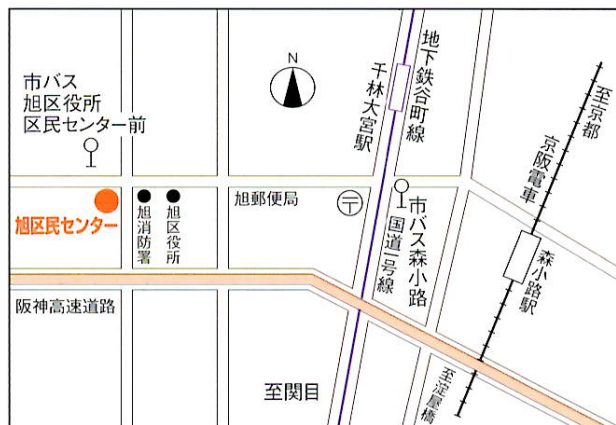 市バス
旭区役所
区民センター前
N
地下鉄谷町線
千林大宮駅
至京都
京阪電車
旭区民センター
旭消防署
旭区役所
旭郵便局
〒
市バス森小路
国道一号線
森小路駅
阪神高速道路
至関目
至淀屋橋